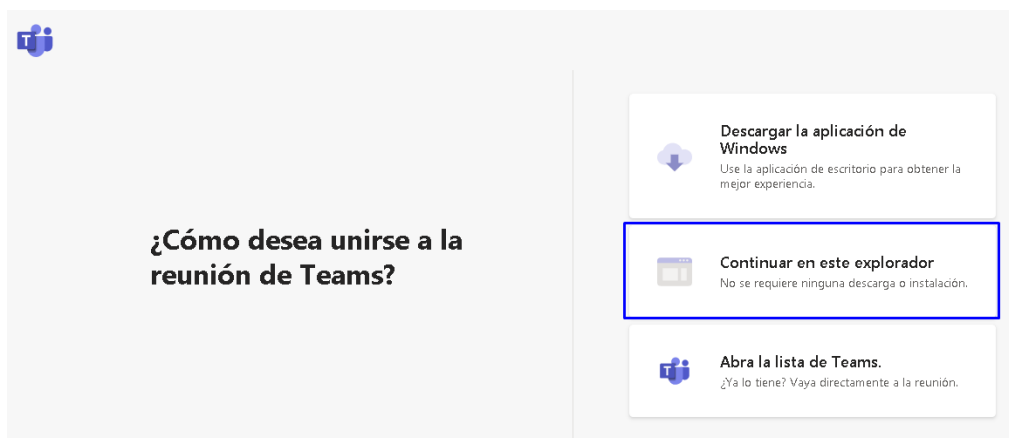 ¿Cómo desea unirse a la
reunión de Teams?
Descargar la aplicación de
Windows
Use la aplicación de escritorio para obtener la
mejor experiencia.
Continuar en este explorador
No se requiere ninguna descarga o instalación.
Abra la lista de Teams.
¿Ya lo tiene? Vaya directamente a la reunión.